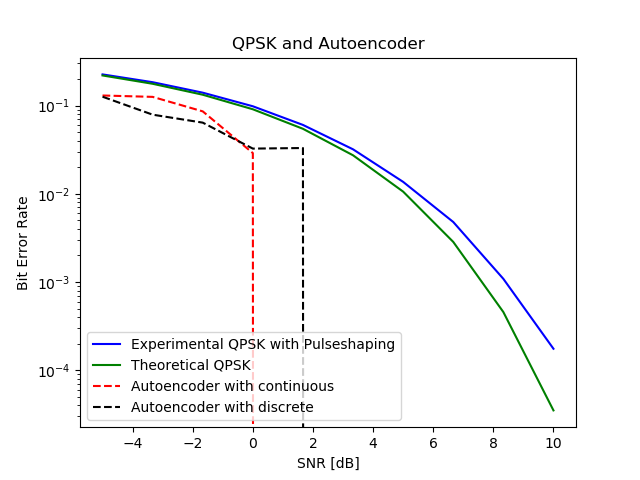 QPSK and Autoencoder
10⁻¹
10⁻²
10⁻³
10⁻⁴
Bit Error Rate
Experimental QPSK with Pulseshaping
Theoretical QPSK
Autoencoder with continuous
Autoencoder with discrete
−4 −2 0 2 4 6 8 10
SNR [dB]